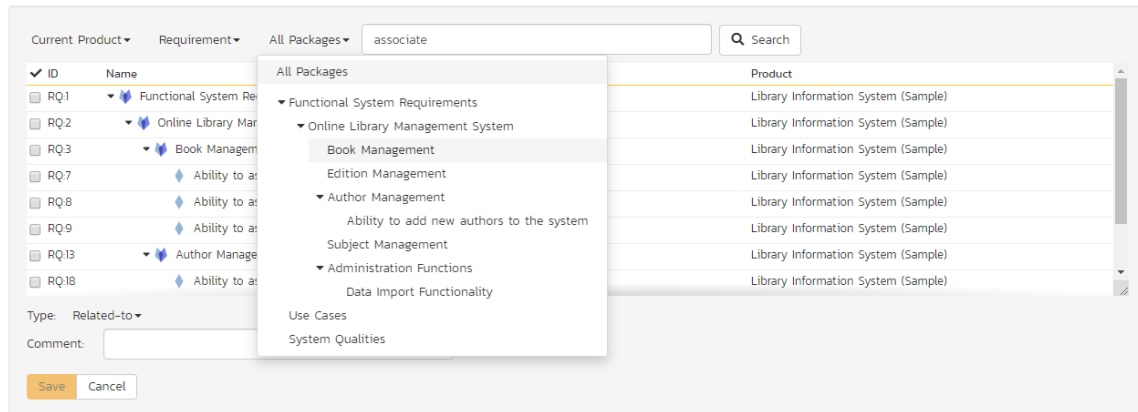 Current Product Requirement All Packages associate Search
ID Name Product
All Packages
RQ:1 Functional System Re Library Information System (Sample)
Functional System Requirements
RQ:2 Online Library Mar Library Information System (Sample)
Online Library Management System
RQ:3 Book Managem Library Information System (Sample)
Book Management
RQ:7 Ability to as Library Information System (Sample)
Edition Management
RQ:8 Ability to as Library Information System (Sample)
Author Management
Ability to add new authors to the system
RQ:9 Ability to as Library Information System (Sample)
Subject Management
RQ:13 Author Manage Library Information System (Sample)
Administration Functions
RQ:18 Ability to as Library Information System (Sample)
Data Import Functionality
Use Cases
System Qualities
Type: Related-to
Comment:
Save Cancel